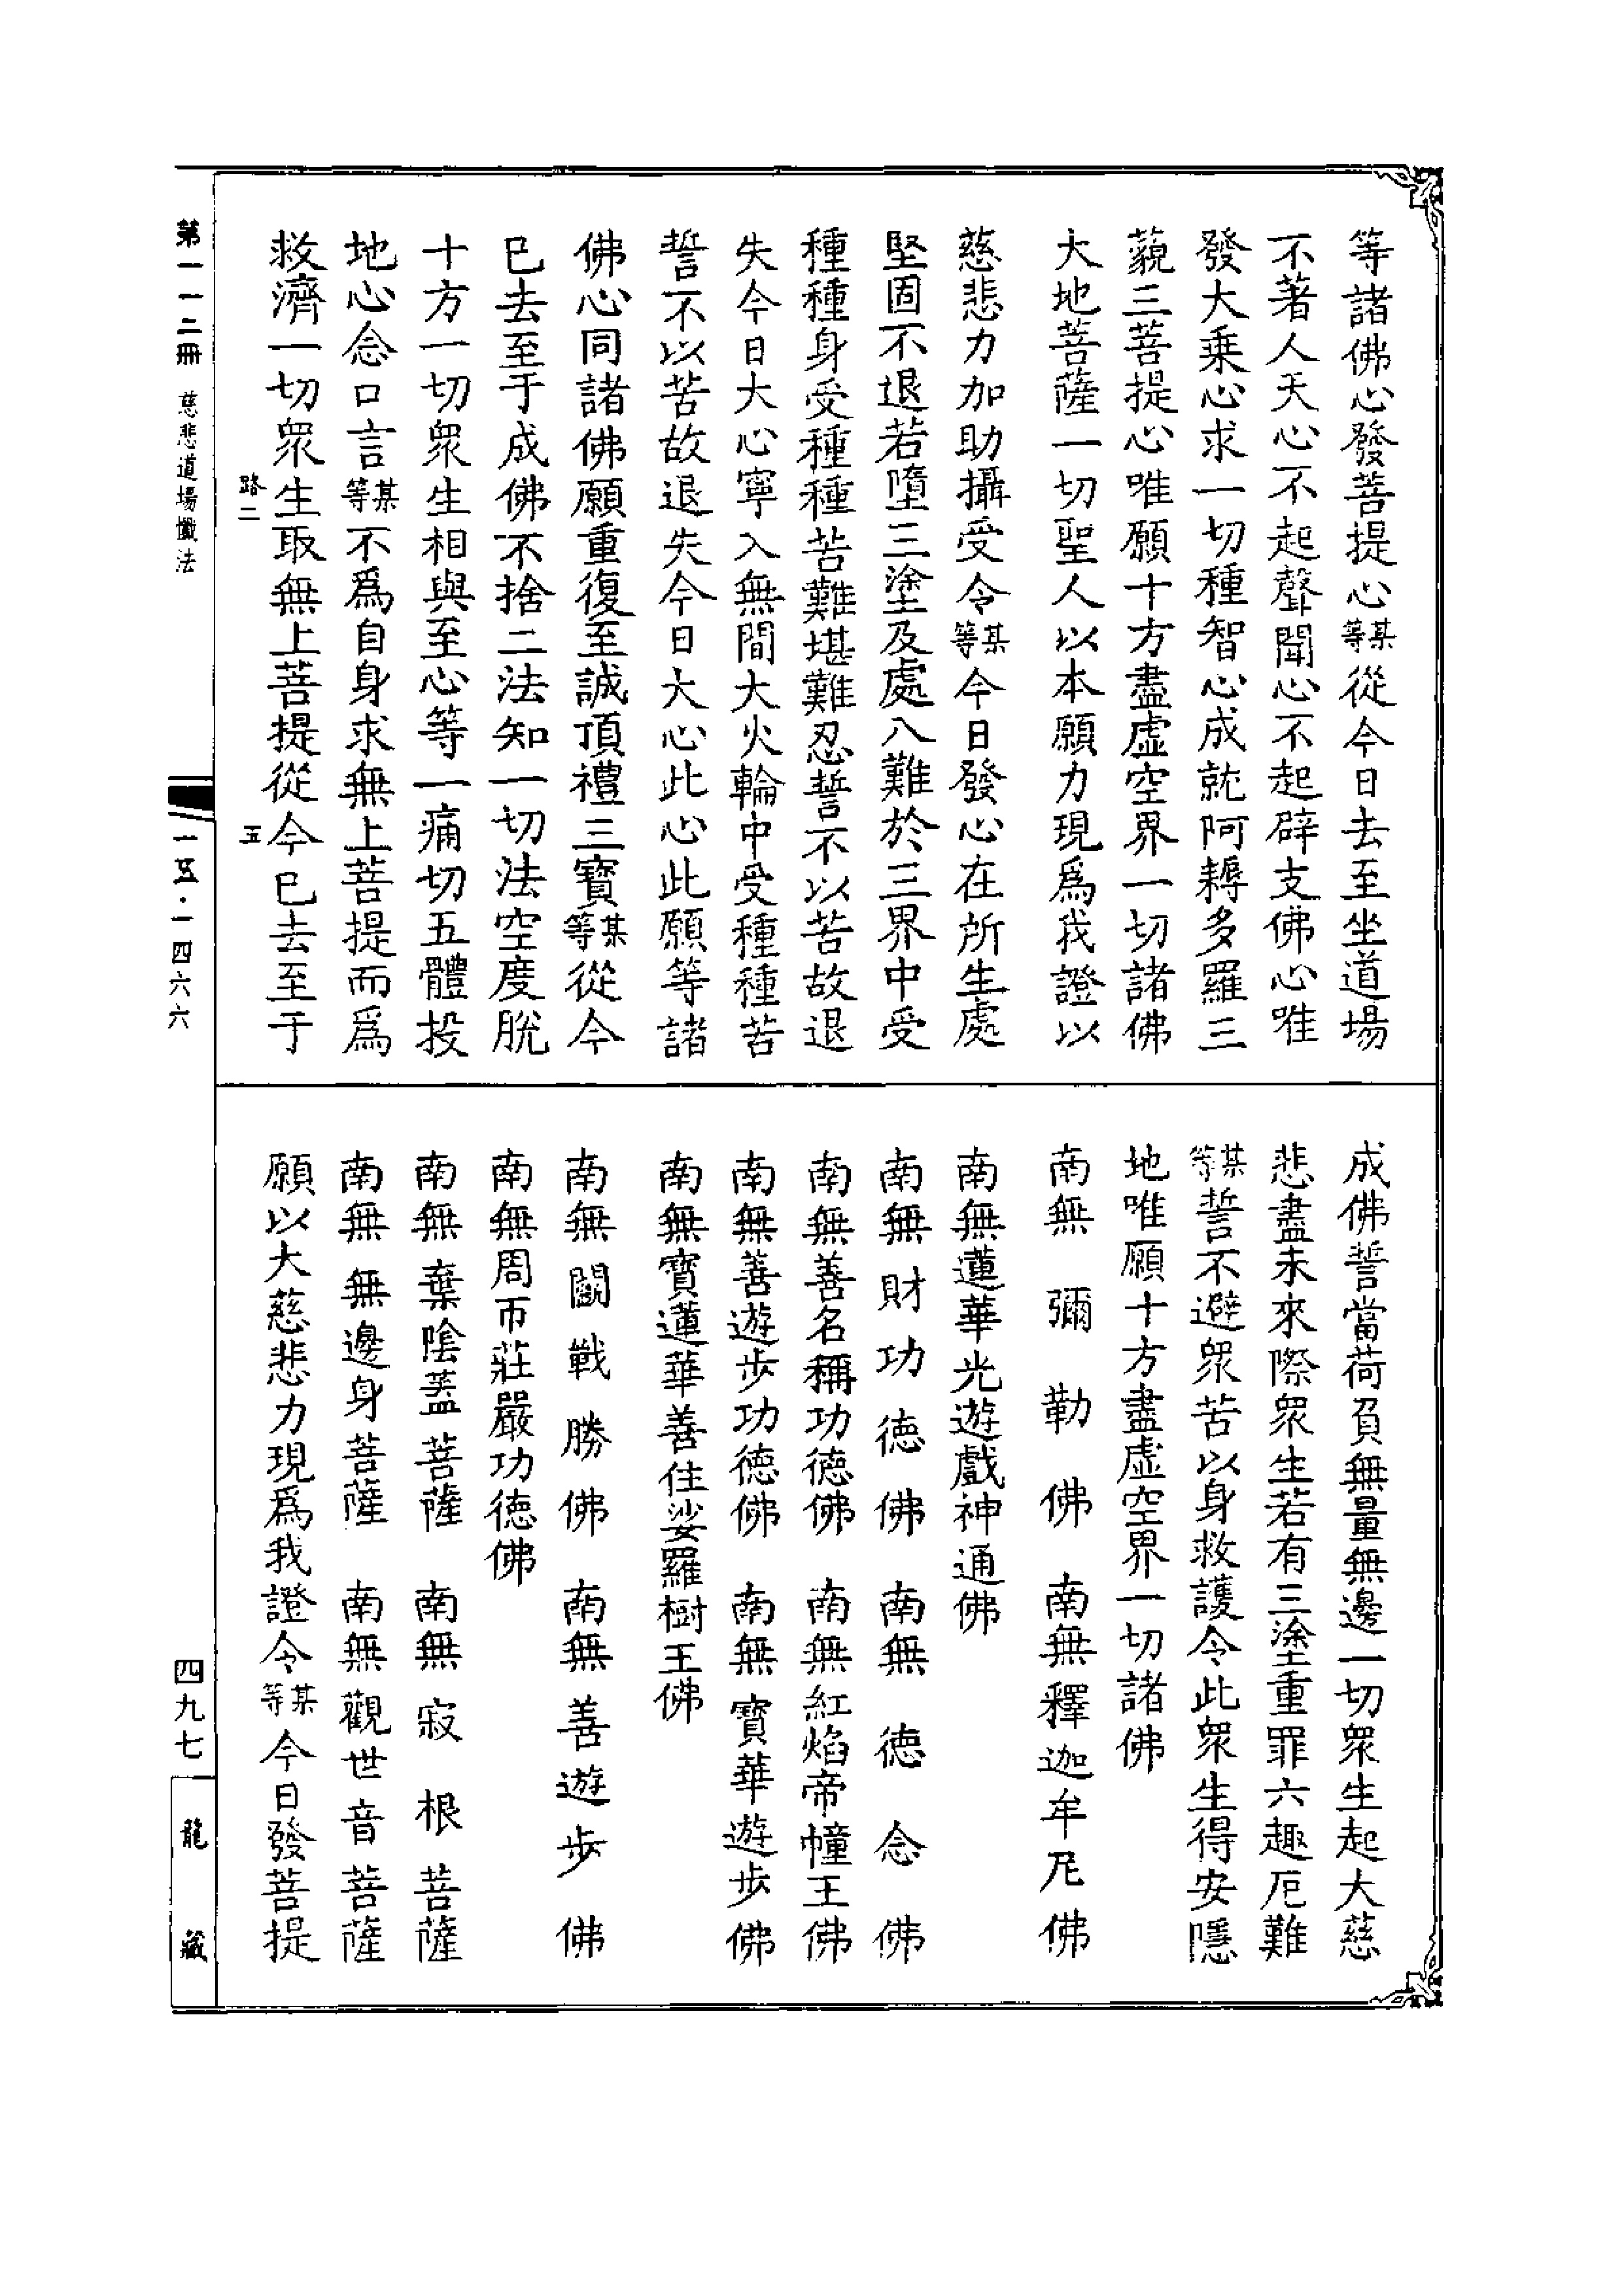 等諸佛心發菩提心某等從今日去至坐道場
不著人天心不起聲聞心不起辟支佛心唯
發大乘心求一切種智心成就阿耨多羅三
藐三菩提心唯願十方盡虛空界一切諸佛
大地菩薩一切聖人以本願力現爲我證以
慈悲力加助攝受令某等今日發心在所生處
堅固不退若墮三塗及處八難於三界中受
種種身受種種苦難堪難忍誓不以苦故退
失今日大心寧入無間大火輪中受種種苦
誓不以苦故退失今日大心此心此願等諸
佛心同諸佛願重復至誠頂禮三寶某等從今
已去至于成佛不捨二法知一切法空度脫
十方一切眾生相與至心等一痛切五體投
地心念口言某等不爲自身求無上菩提而爲
救濟一切眾生取無上菩提從今已去至于
路二
五
成佛誓當荷負無量無邊一切眾生起大慈
悲盡未來際眾生若有三塗重罪六趣厄難
某等誓不避眾苦以身救護令此眾生得安隱
地唯願十方盡虛空界一切諸佛
南無彌勒佛 南無釋迦牟尼佛
南無蓮華光遊戲神通佛
南無財功德佛 南無德念佛
南無善名稱功德佛 南無紅焰帝幢王佛
南無善遊步功德佛 南無寶華遊步佛
南無寶蓮華善住娑羅樹王佛
南無鬬戰勝佛 南無善遊步佛
南無周帀莊嚴功德佛
南無棄陰蓋菩薩 南無寂根菩薩
南無無邊身菩薩 南無觀世音菩薩
願以大慈悲力現爲我證令某等今日發菩提
第一一二冊 慈悲道場懺法
一五·一四六六
四九七
龍藏